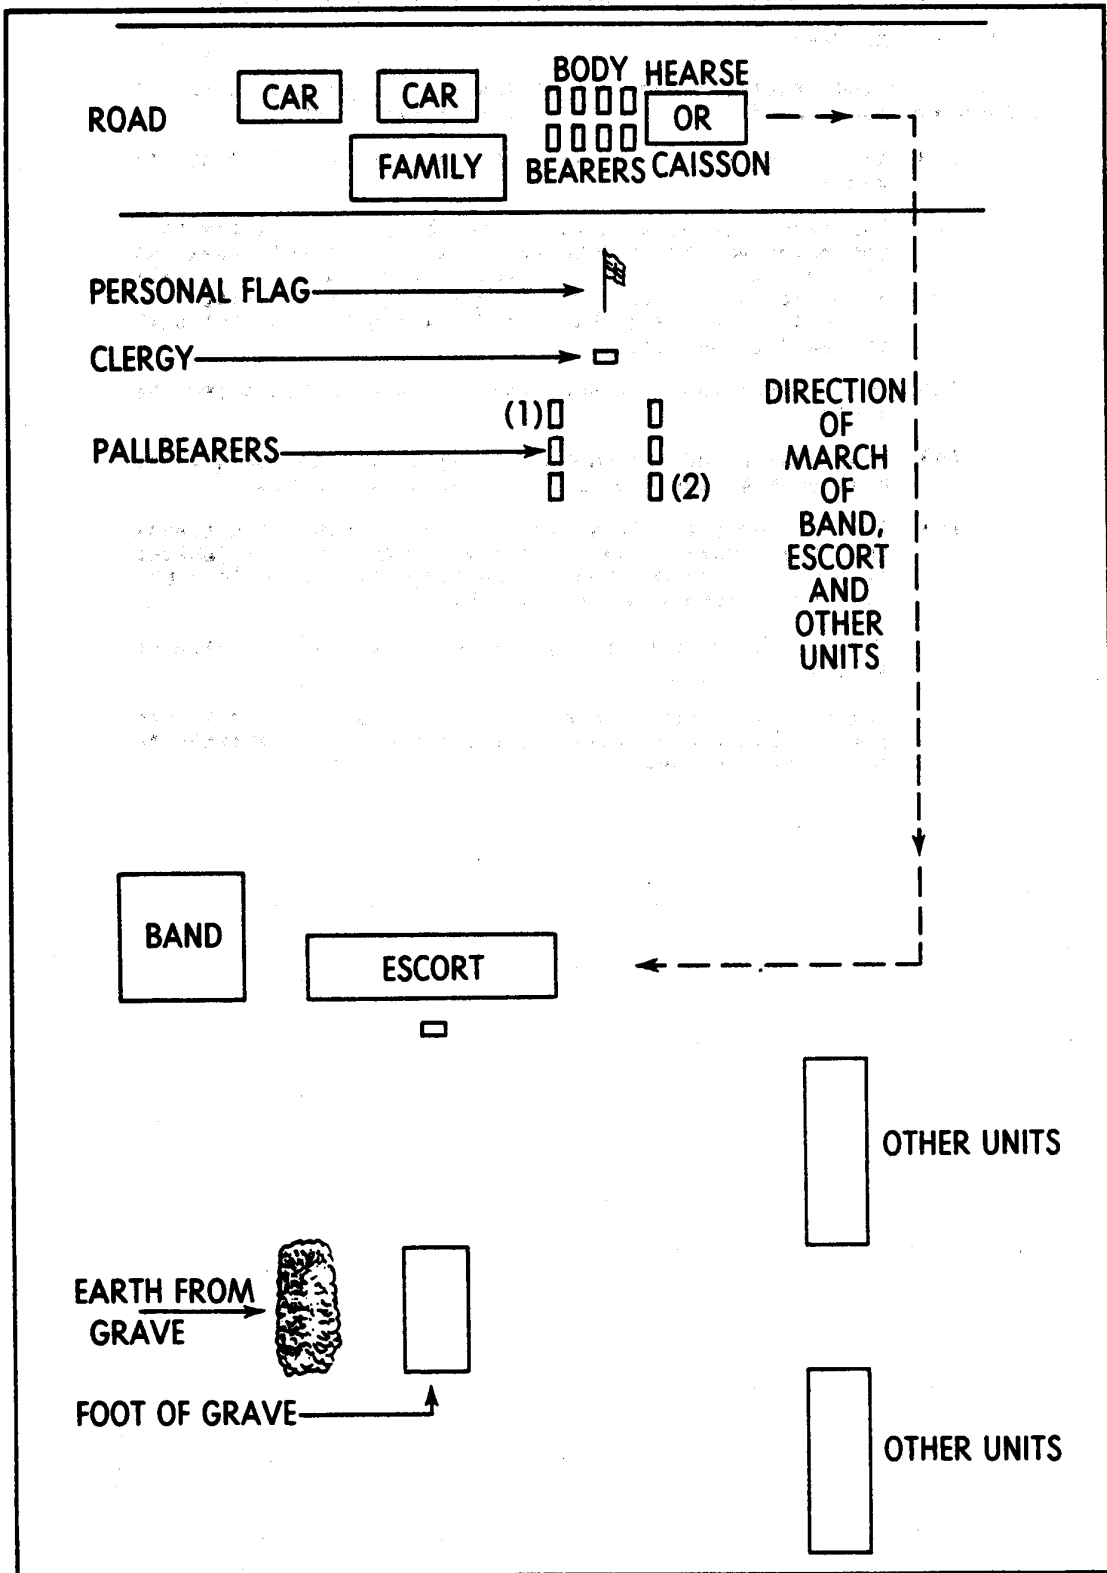 ROAD
CAR
CAR
FAMILY
BODY
BEARERS
HEARSE
OR
CAISSON
PERSONAL FLAG
CLERGY
(1)
PALLBEARERS
(2)
DIRECTION
OF
MARCH
OF
BAND,
ESCORT
AND
OTHER
UNITS
BAND
ESCORT
OTHER UNITS
EARTH FROM
GRAVE
FOOT OF GRAVE
OTHER UNITS